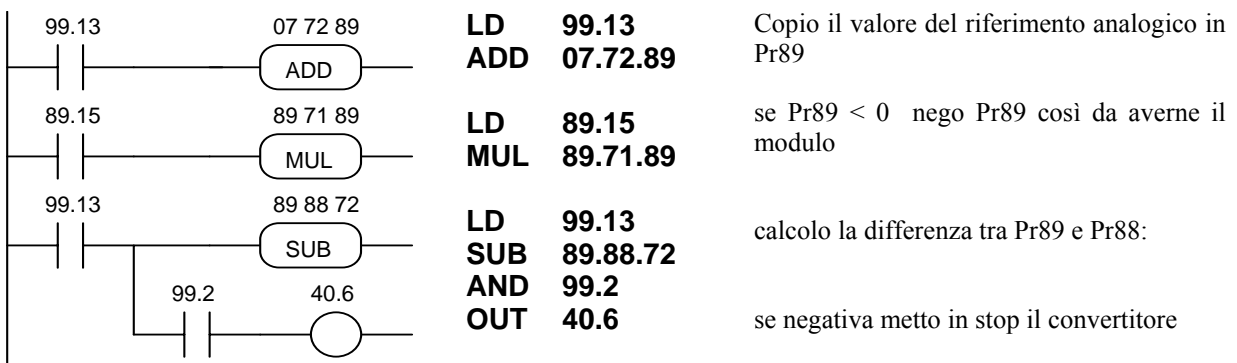 99.13 07 72 89
ADD
89.15 89 71 89
MUL
99.13 89 88 72
SUB
99.2 40.6
LD 99.13
ADD 07.72.89
LD 89.15
MUL 89.71.89
LD 99.13
SUB 89.88.72
AND 99.2
OUT 40.6
Copio il valore del riferimento analogico in
Pr89
se Pr89 < 0 nego Pr89 così da averne il
modulo
calcolo la differenza tra Pr89 e Pr88:
se negativa metto in stop il convertitore